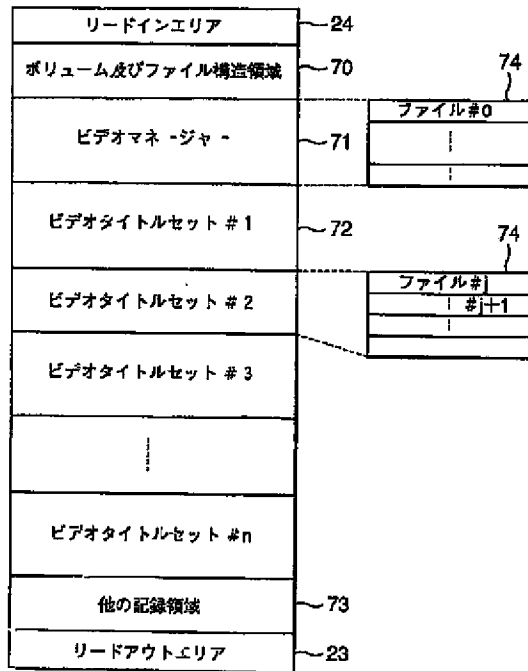 リードインエリア 24
ボリューム及びファイル構造領域 70
74
ファイル#0
ビデオマネ-ジャ- 71
ビデオタイトルセット #1 72
74
ファイル#j
#j+1
ビデオタイトルセット #2
ビデオタイトルセット #3
ビデオタイトルセット #n
他の記録領域 73
リードアウトエリア 23